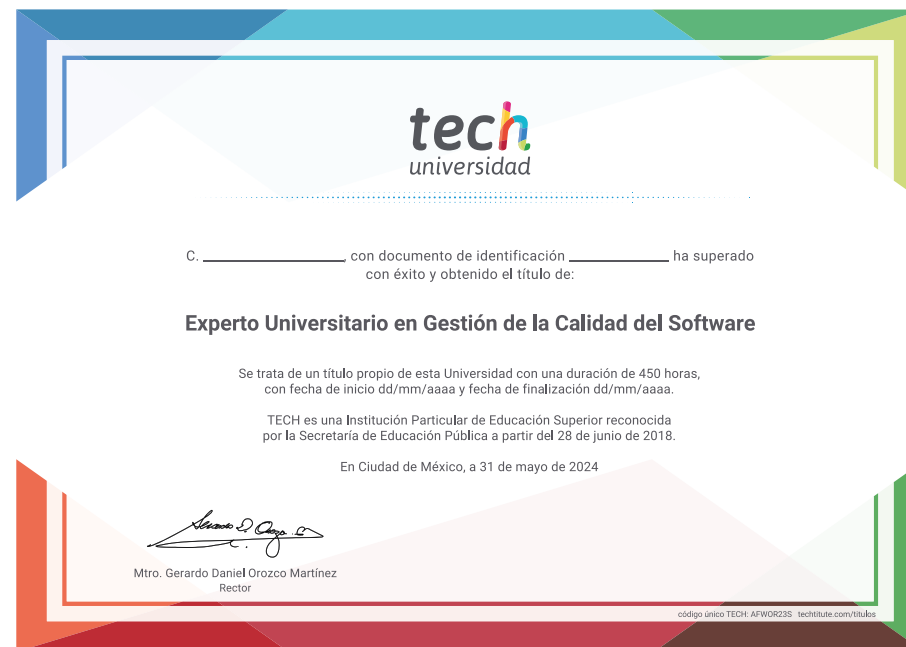 tech
universidad
C. ____________, con documento de identificación ____________ ha superado
con éxito y obtenido el título de:
Experto Universitario en Gestión de la Calidad del Software
Se trata de un título propio de esta Universidad con una duración de 450 horas,
con fecha de inicio dd/mm/aaaa y fecha de finalización dd/mm/aaaa.
TECH es una Institución Particular de Educación Superior reconocida
por la Secretaría de Educación Pública a partir del 28 de junio de 2018.
En Ciudad de México, a 31 de mayo de 2024
Mtro. Gerardo Daniel Orozco Martínez
Rector
código único TECH: AFWOR23S techtitute.com/titulos